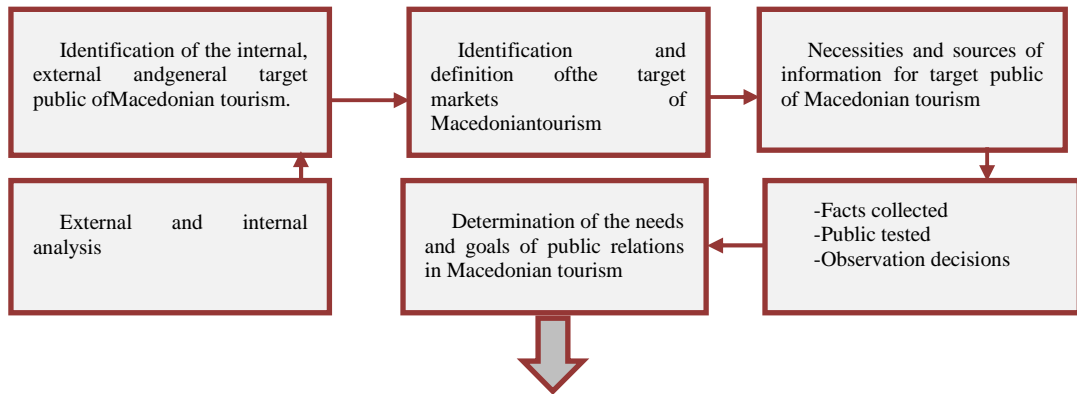 Identification of the internal,
external andgeneral target
public ofMacedonian tourism.
Identification and
definition ofthe target
markets of
Macedoniantourism
Necessities and sources of
information for target public
of Macedonian tourism
External and internal
analysis
Determination of the needs
and goals of public relations
in Macedonian tourism
-Facts collected
-Public tested
-Observation decisions